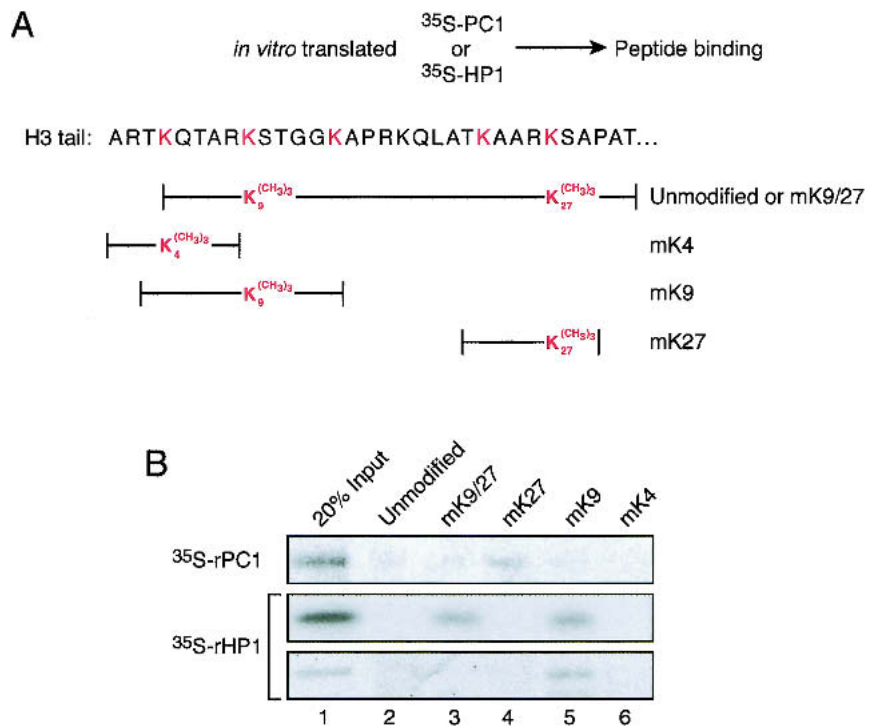 A
in vitro translated
35S-PC1
or
35S-HP1
Peptide binding
H3 tail: ARTKQTARKSTGGKAPRKQLATKAARKSAPAT...
K9(CH3)3 K27(CH3)3 Unmodified or mK9/27
K4(CH3)3 mK4
K9(CH3)3 mK9
K27(CH3)3 mK27
B
20% Input Unmodified mK9/27 mK27 mK9 mK4
35S-rPC1
35S-rHP1
1 2 3 4 5 6